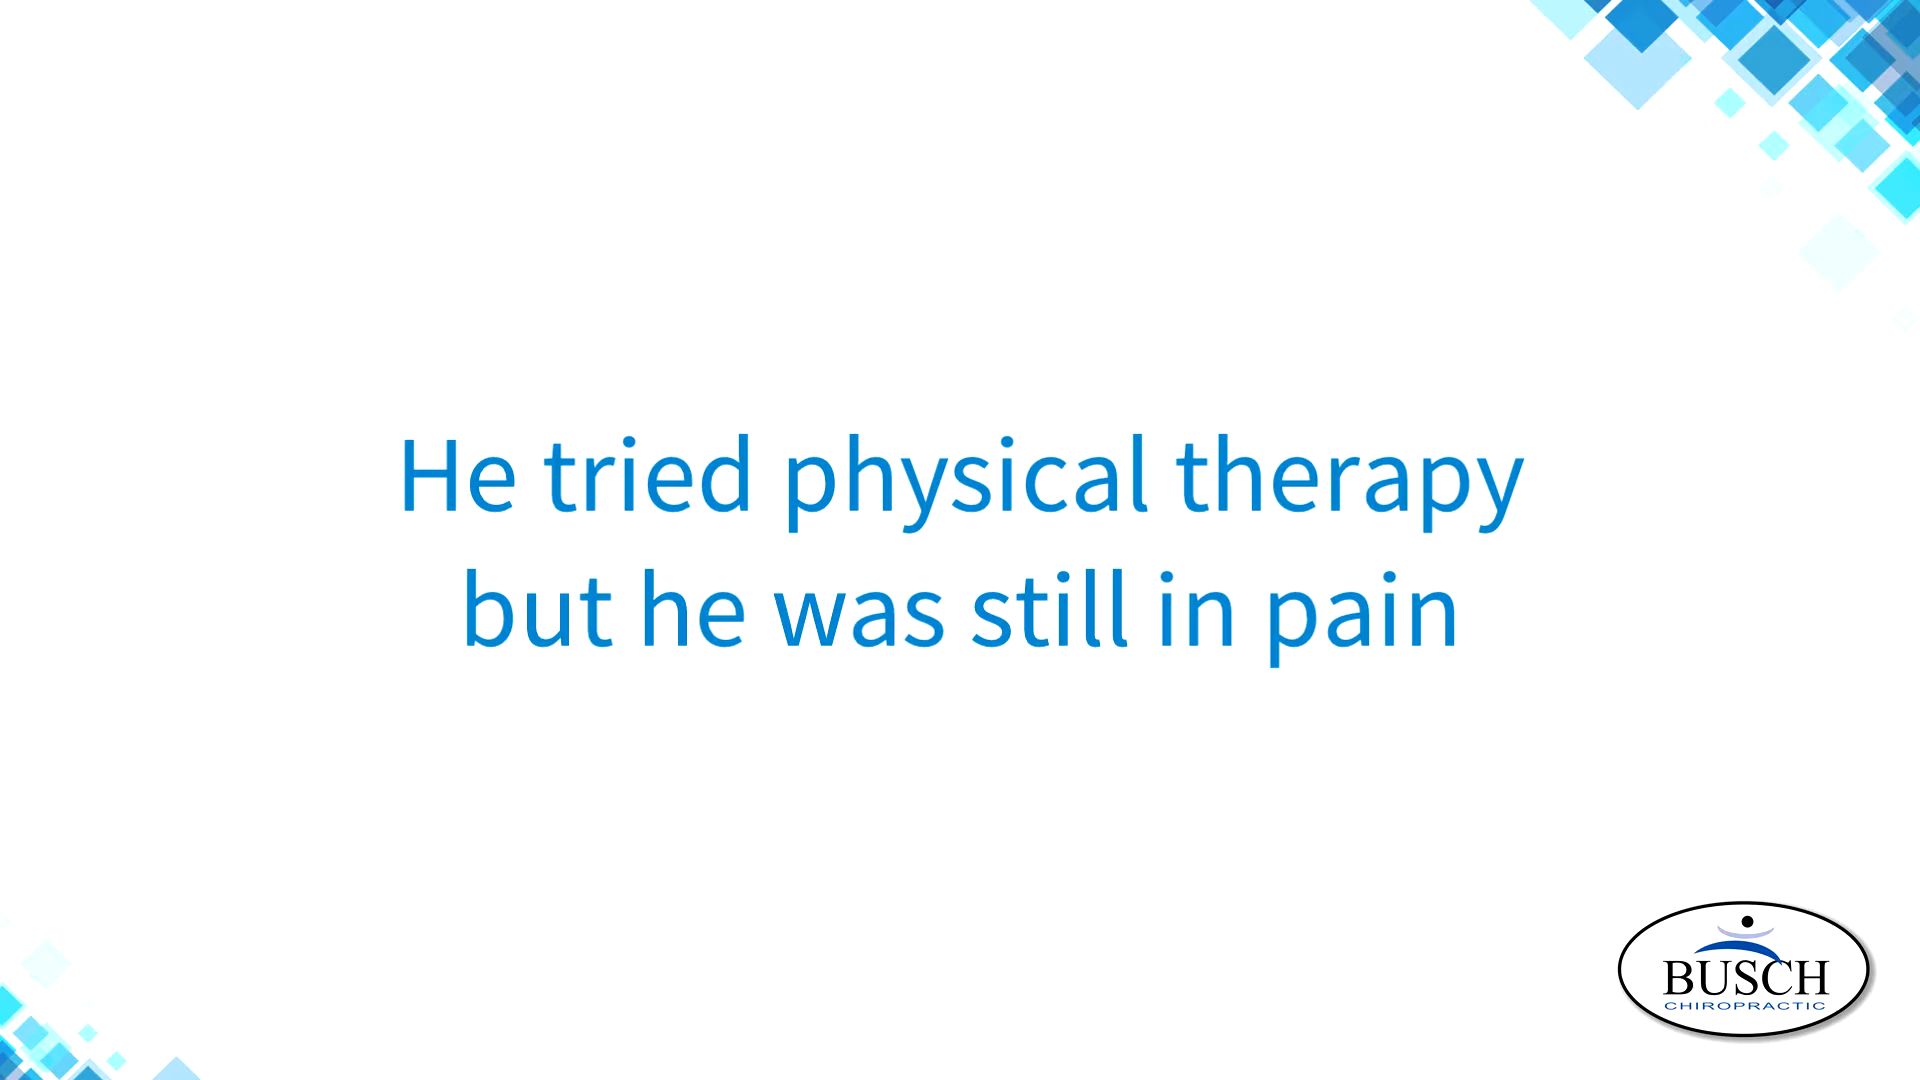 He tried physical therapy
but he was still in pain
BUSCH
CHIROPRACTIC